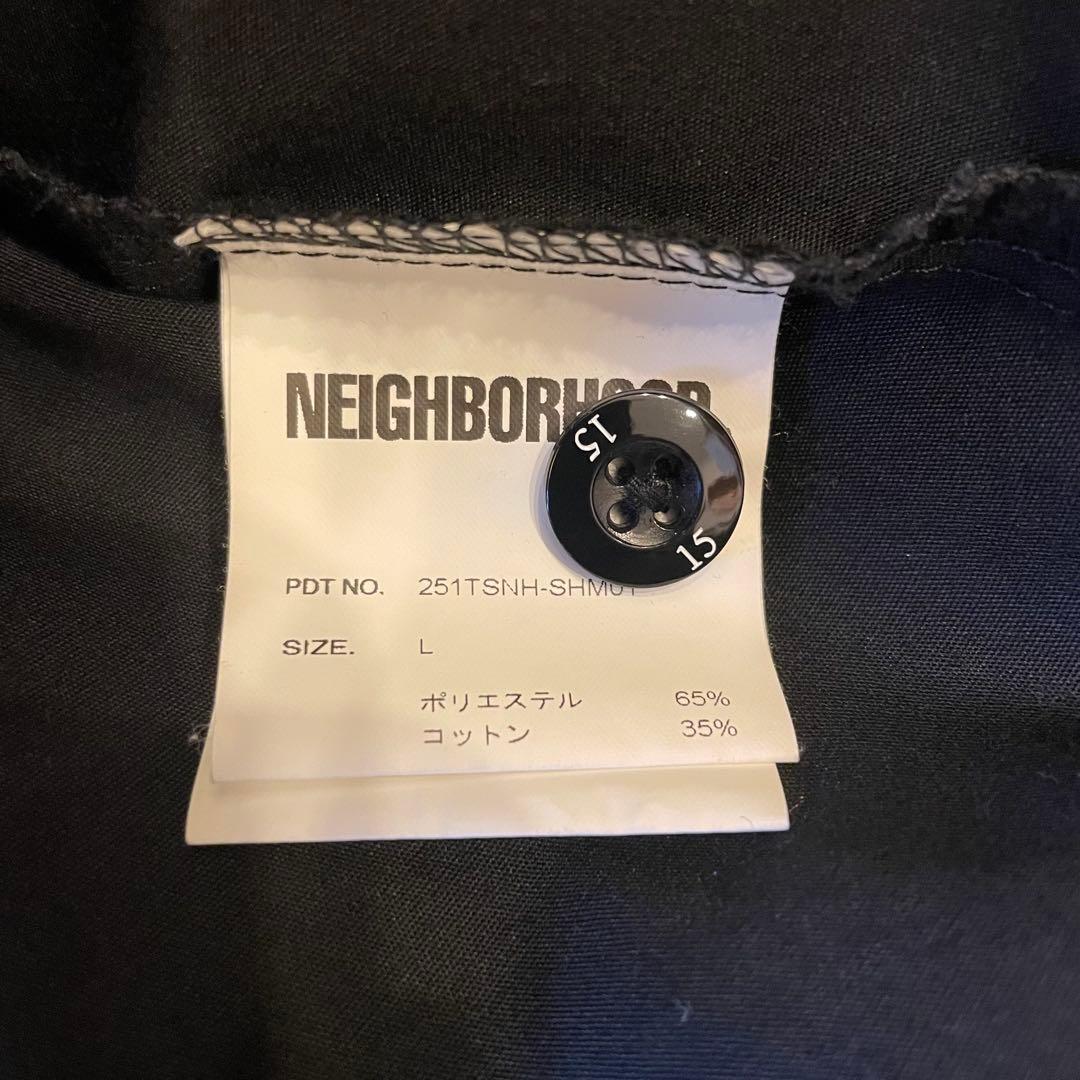 NEIGHBORHOOD
15
15
PDT NO. 251TSNH-SHM01
SIZE. L
ポリエステル 65%
コットン 35%